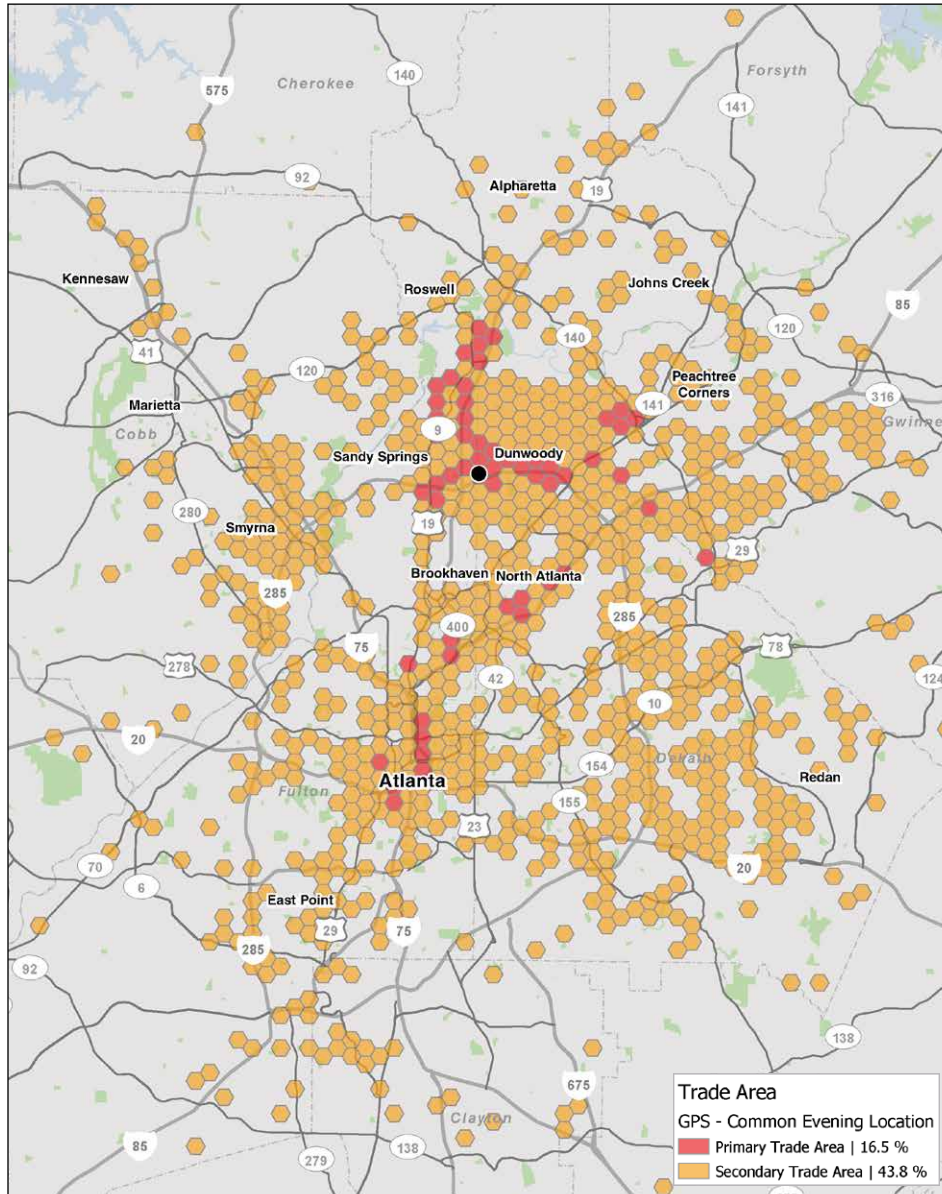 Forsyth
Cherokee
140
575
141
92
Alpharetta
19
Kennesaw
Roswell
Johns Creek
85
120
41
140
120
Peachtree
Corners
141
316
Marietta
Gwinne
Cobb
9
Sandy Springs
Dunwoody
280
19
Smyrna
29
Brookhaven
North Atlanta
285
285
400
75
78
278
42
124
10
20
154
Dekalb
Atlanta
Redan
Fulton
155
23
70
20
6
East Point
29
75
285
92
138
675
Clayton
85
138
279
Trade Area
GPS - Common Evening Location
Primary Trade Area | 16.5 %
Secondary Trade Area | 43.8 %